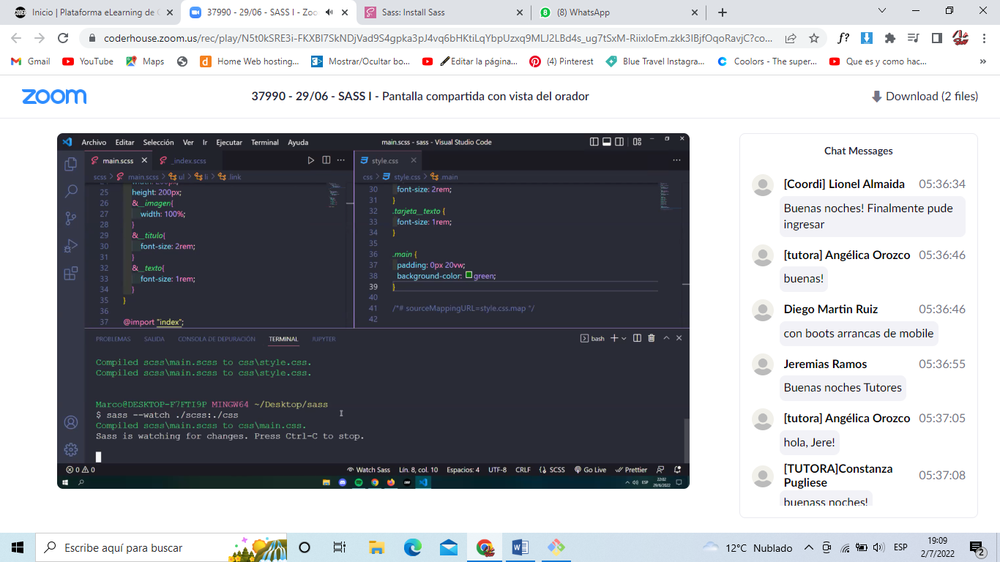 Inicio | Plataforma eLearning de C
37990 - 29/06 - SASS I - Zoo
Sass: Install Sass
(8) WhatsApp
coderhouse.zoom.us/rec/play/N5t0kSRE3i-FKXBI7SkNDjVad9S4gpka3pJ4vq6bHKtiLqYbpUzxq9MLJ2LBd4s_ug7tSxM-RiixIoEm.zkk3IBjfOqoRavjC?co...
Gmail
YouTube
Maps
Home Web hosting...
Mostrar/Ocultar bo...
Editar la página...
(4) Pinterest
Blue Travel Instagra...
Coolors - The super...
Que es y como hac...
zoom
37990 - 29/06 - SASS I - Pantalla compartida con vista del orador
Download (2 files)
Archivo Editar Selección Ver Ir Ejecutar Terminal Ayuda
main.scss - sass - Visual Studio Code
main.scss
_index.scss
scss > main.scss > ul > li > .link
25 height: 200px;
26 &__imagen{
27 width: 100%;
28 }
29 &__titulo{
30 font-size: 2rem;
31 }
32 &__texto{
33 font-size: 1rem;
34 }
35 }
36
37 @import "index";
style.css
css > style.css > .main
30 font-size: 2rem;
31 }
32 .tarjeta__texto {
33 font-size: 1rem;
34 }
35
36 .main {
37 padding: 0px 20vw;
38 background-color: green;
39 }
40
41 /*# sourceMappingURL=style.css.map */
42
PROBLEMAS SALIDA CONSOLA DE DEPURACIÓN TERMINAL JUPYTER
bash
Compiled scss\main.scss to css\style.css.
Compiled scss\main.scss to css\style.css.
Marco@DESKTOP-F7FTI9P MINGW64 ~/Desktop/sass
$ sass --watch ./scss:./css
Compiled scss\main.scss to css\main.css.
Sass is watching for changes. Press Ctrl-C to stop.
0 0
Watch Sass Lín. 8, col. 10 Espacios: 4 UTF-8 CRLF SCSS Go Live Prettier
ESP
22:02
29/6/2022
Chat Messages
[Coordi] Lionel Almaida 05:36:34
Buenas noches! Finalmente pude
ingresar
[tutora] Angélica Orozco 05:36:46
buenas!
Diego Martin Ruiz 05:36:46
con boots arrancas de mobile
Jeremias Ramos 05:36:55
Buenas noches Tutores
[tutora] Angélica Orozco 05:37:05
hola, Jere!
[TUTORA]Constanza
Pugliese 05:37:08
buenass noches!
Escribe aquí para buscar
12°C Nublado
ESP
19:09
2/7/2022
2